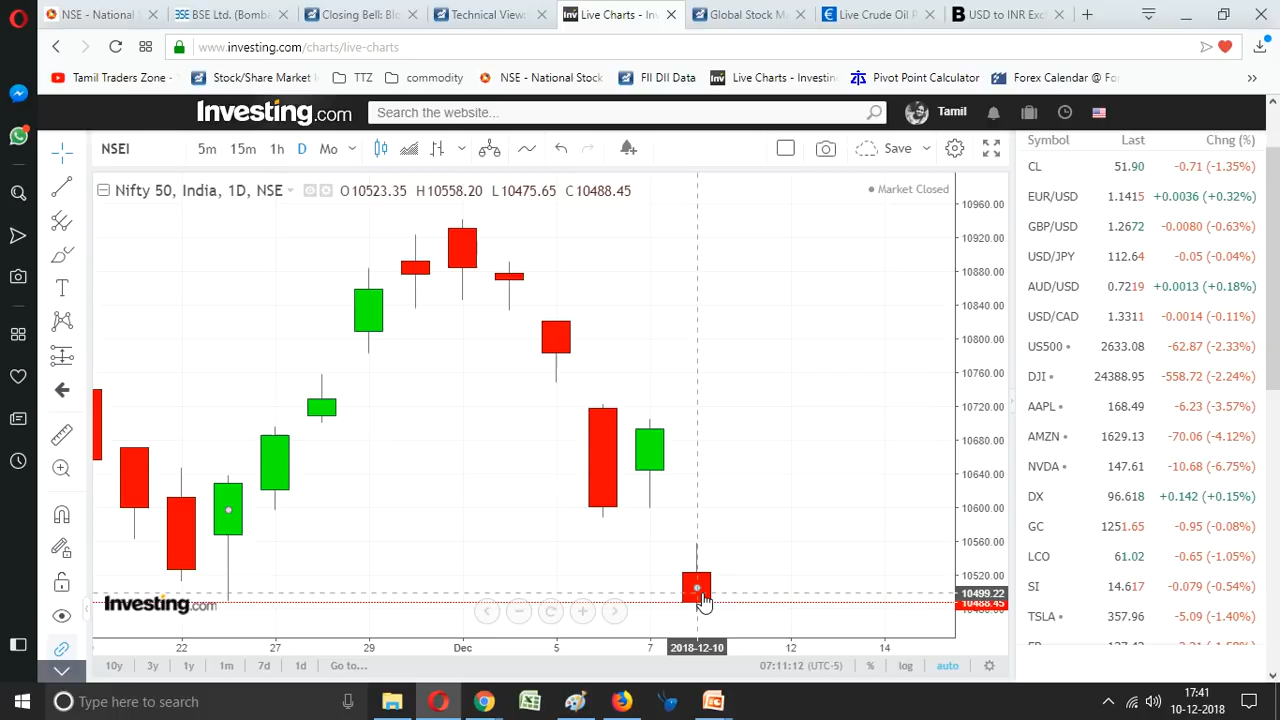 NSE - National S
BSE Ltd. (Bomba
Closing Bell: Blo
Technical View:
Live Charts - Inv
Global Stock M
Live Crude Oil P
USD to INR Exc
www.investing.com/charts/live-charts
Tamil Traders Zone -
Stock/Share Market I
TTZ
commodity
NSE - National Stock
FII DII Data
Live Charts - Investin
Pivot Point Calculator
Forex Calendar @ Fo
Investing.com
Search the website...
Tamil
NSEI
5m
15m
1h
D
Mo
Save
Nifty 50, India, 1D, NSE
O10523.35 H10558.20 L10475.65 C10488.45
Market Closed
10960.00
10920.00
10880.00
10840.00
10800.00
10760.00
10720.00
10680.00
10640.00
10600.00
10560.00
10520.00
10499.22
10488.45
Investing.com
22
27
29
Dec
5
7
2018-12-10
12
14
10y
3y
1y
1m
7d
1d
Go to...
07:11:12 (UTC-5)
%
log
auto
Symbol Last Chng (%)
CL 51.90 -0.71 (-1.35%)
EUR/USD 1.1415 +0.0036 (+0.32%)
GBP/USD 1.2672 -0.0080 (-0.63%)
USD/JPY 112.64 -0.05 (-0.04%)
AUD/USD 0.7219 +0.0013 (+0.18%)
USD/CAD 1.3311 -0.0014 (-0.11%)
US500 2633.08 -62.87 (-2.33%)
DJI 24388.95 -558.72 (-2.24%)
AAPL 168.49 -6.23 (-3.57%)
AMZN 1629.13 -70.06 (-4.12%)
NVDA 147.61 -10.68 (-6.75%)
DX 96.618 +0.142 (+0.15%)
GC 1251.65 -0.95 (-0.08%)
LCO 61.02 -0.65 (-1.05%)
SI 14.617 -0.079 (-0.54%)
TSLA 357.96 -5.09 (-1.40%)
Type here to search
17:41
10-12-2018